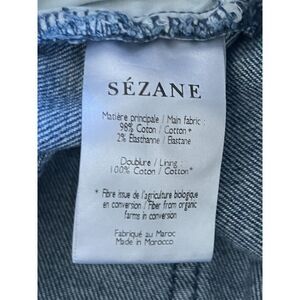 SÉZANE
Matière principale / Main fabric :
98% Coton / Cotton *
2% Élasthanne / Elastane
Doublure / Lining :
100% Coton / Cotton
* Fibre issue de l'agriculture biologique
en conversion / Fiber from organic
farms in conversion
Fabriqué au Maroc
Made in Morocco